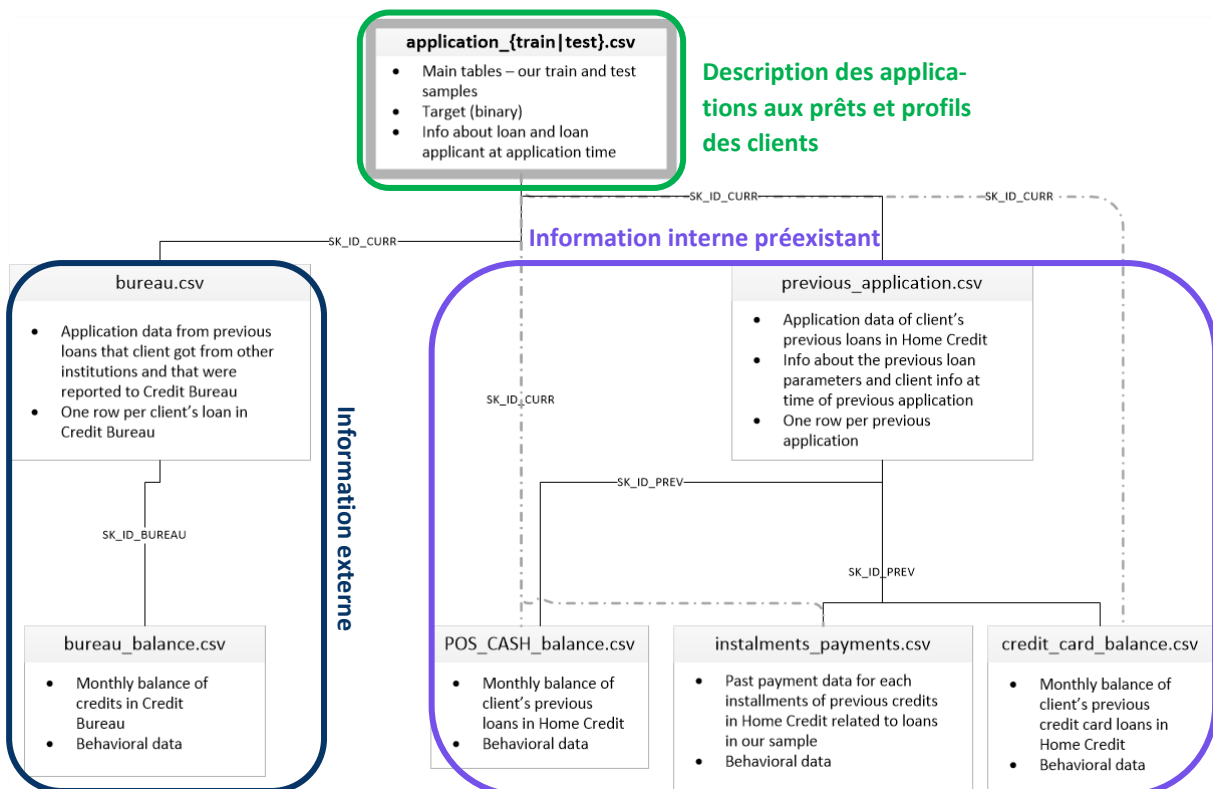 application_{train|test}.csv
• Main tables – our train and test
samples
• Target (binary)
• Info about loan and loan
applicant at application time
Description des applica-
tions aux prêts et profils
des clients
SK_ID_CURR
SK_ID_CURR
SK_ID_CURR
Information interne préexistant
bureau.csv
• Application data from previous
loans that client got from other
institutions and that were
reported to Credit Bureau
• One row per client's loan in
Credit Bureau
previous_application.csv
• Application data of client's
previous loans in Home Credit
• Info about the previous loan
parameters and client info at
time of previous application
• One row per previous
application
SK_ID_CURR
Information externe
SK_ID_PREV
SK_ID_BUREAU
SK_ID_PREV
bureau_balance.csv
• Monthly balance of
credits in Credit
Bureau
• Behavioral data
POS_CASH_balance.csv
• Monthly balance of
client's previous
loans in Home Credit
• Behavioral data
instalments_payments.csv
• Past payment data for each
installments of previous credits
in Home Credit related to loans
in our sample
• Behavioral data
credit_card_balance.csv
• Monthly balance of
client's previous
credit card loans in
Home Credit
• Behavioral data